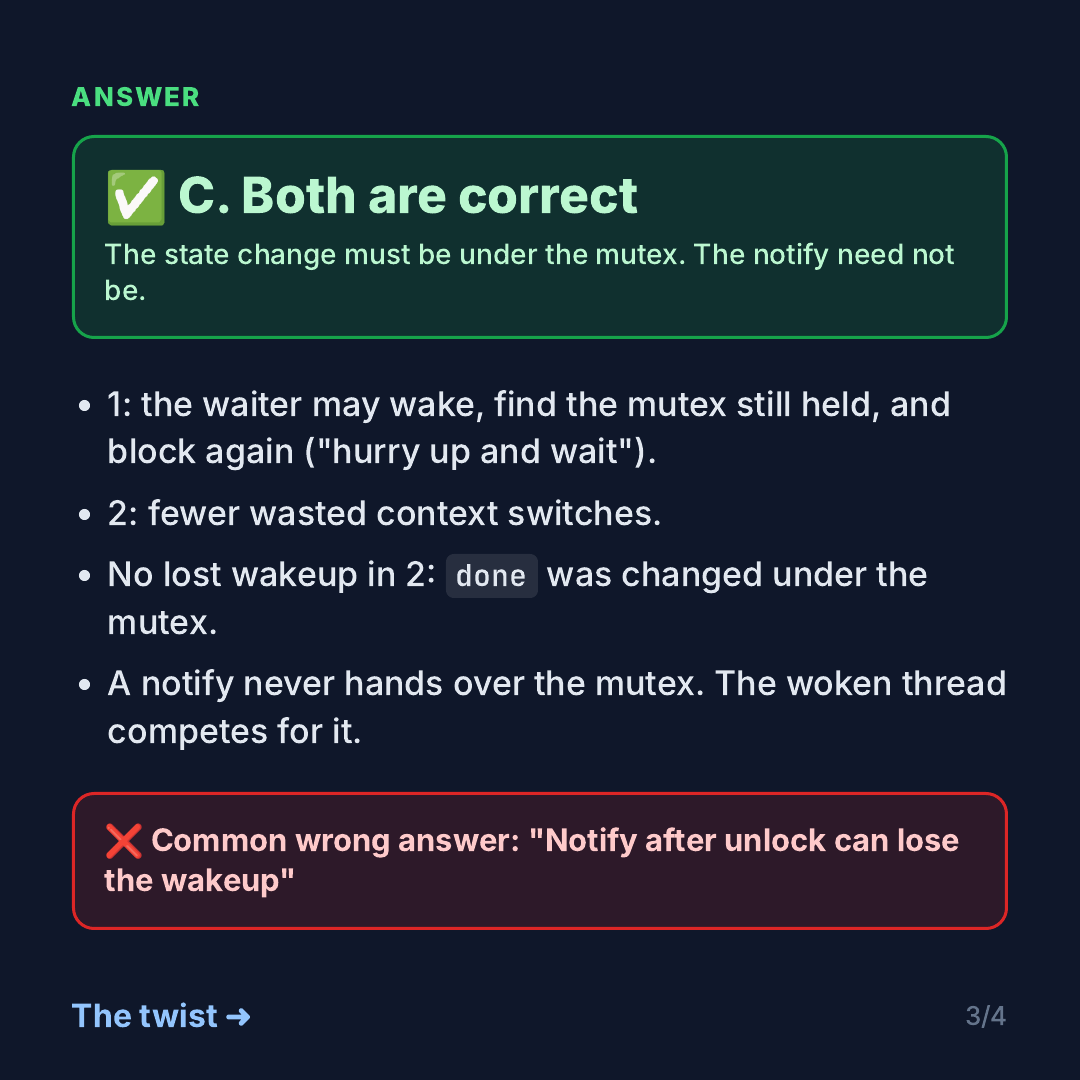 ANSWER
✅ C. Both are correct
The state change must be under the mutex. The notify need not
be.
• 1: the waiter may wake, find the mutex still held, and
block again ("hurry up and wait").
• 2: fewer wasted context switches.
• No lost wakeup in 2: done was changed under the
mutex.
• A notify never hands over the mutex. The woken thread
competes for it.
❌ Common wrong answer: "Notify after unlock can lose
the wakeup"
The twist ➜
3/4